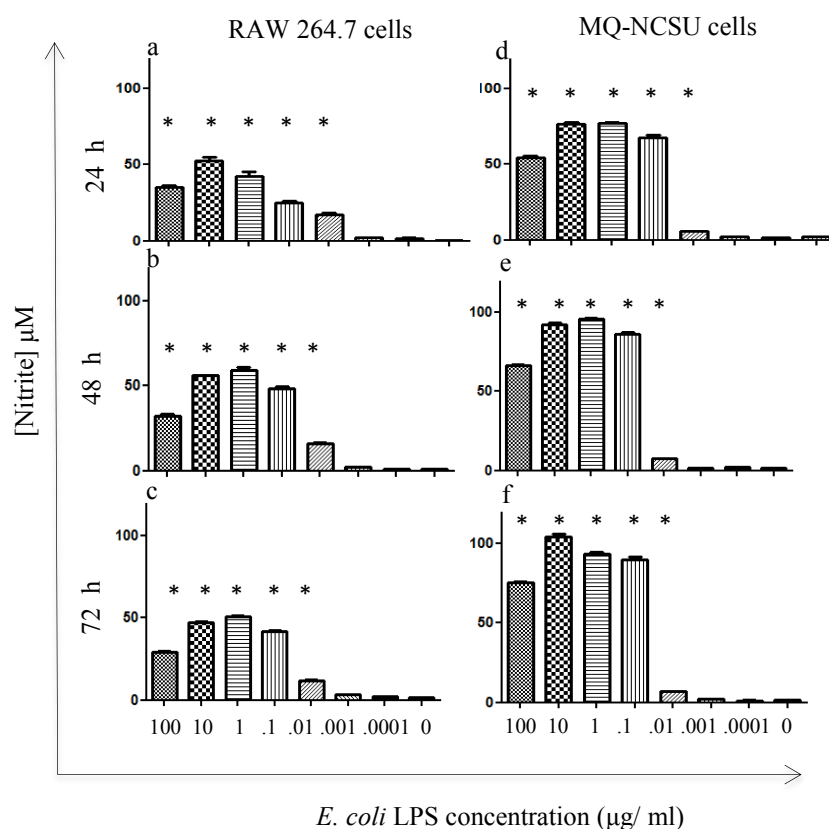 RAW 264.7 cells
MQ-NCSU cells
[Nitrite] μM
24 h
a
100
50
0
* * * * *
d
100
50
0
* * * * *
48 h
b
100
50
0
* * * * *
e
100
50
0
* * * * *
72 h
c
100
50
0
* * * * *
100 10 1 .1 .01 .001 .0001 0
f
100
50
0
* * * * *
100 10 1 .1 .01 .001 .0001 0
E. coli LPS concentration (μg/ ml)